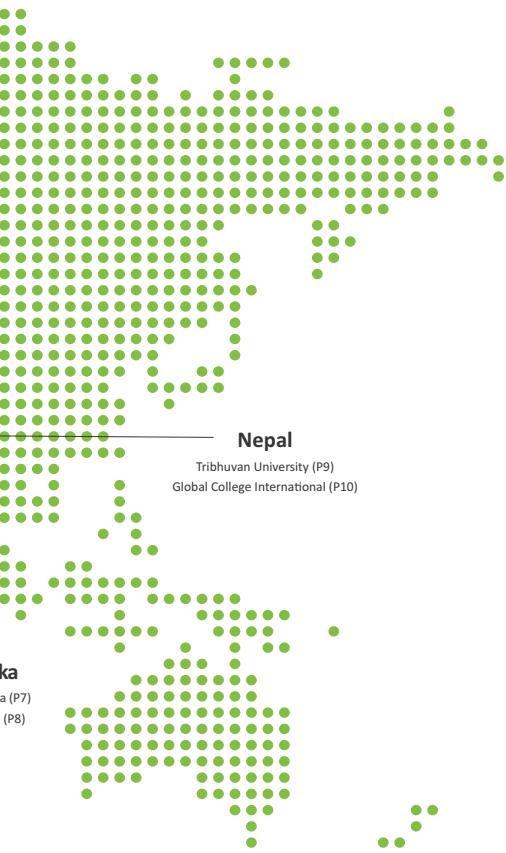 Nepal
Tribhuvan University (P9)
Global College International (P10)
ka
a (P7)
(P8)